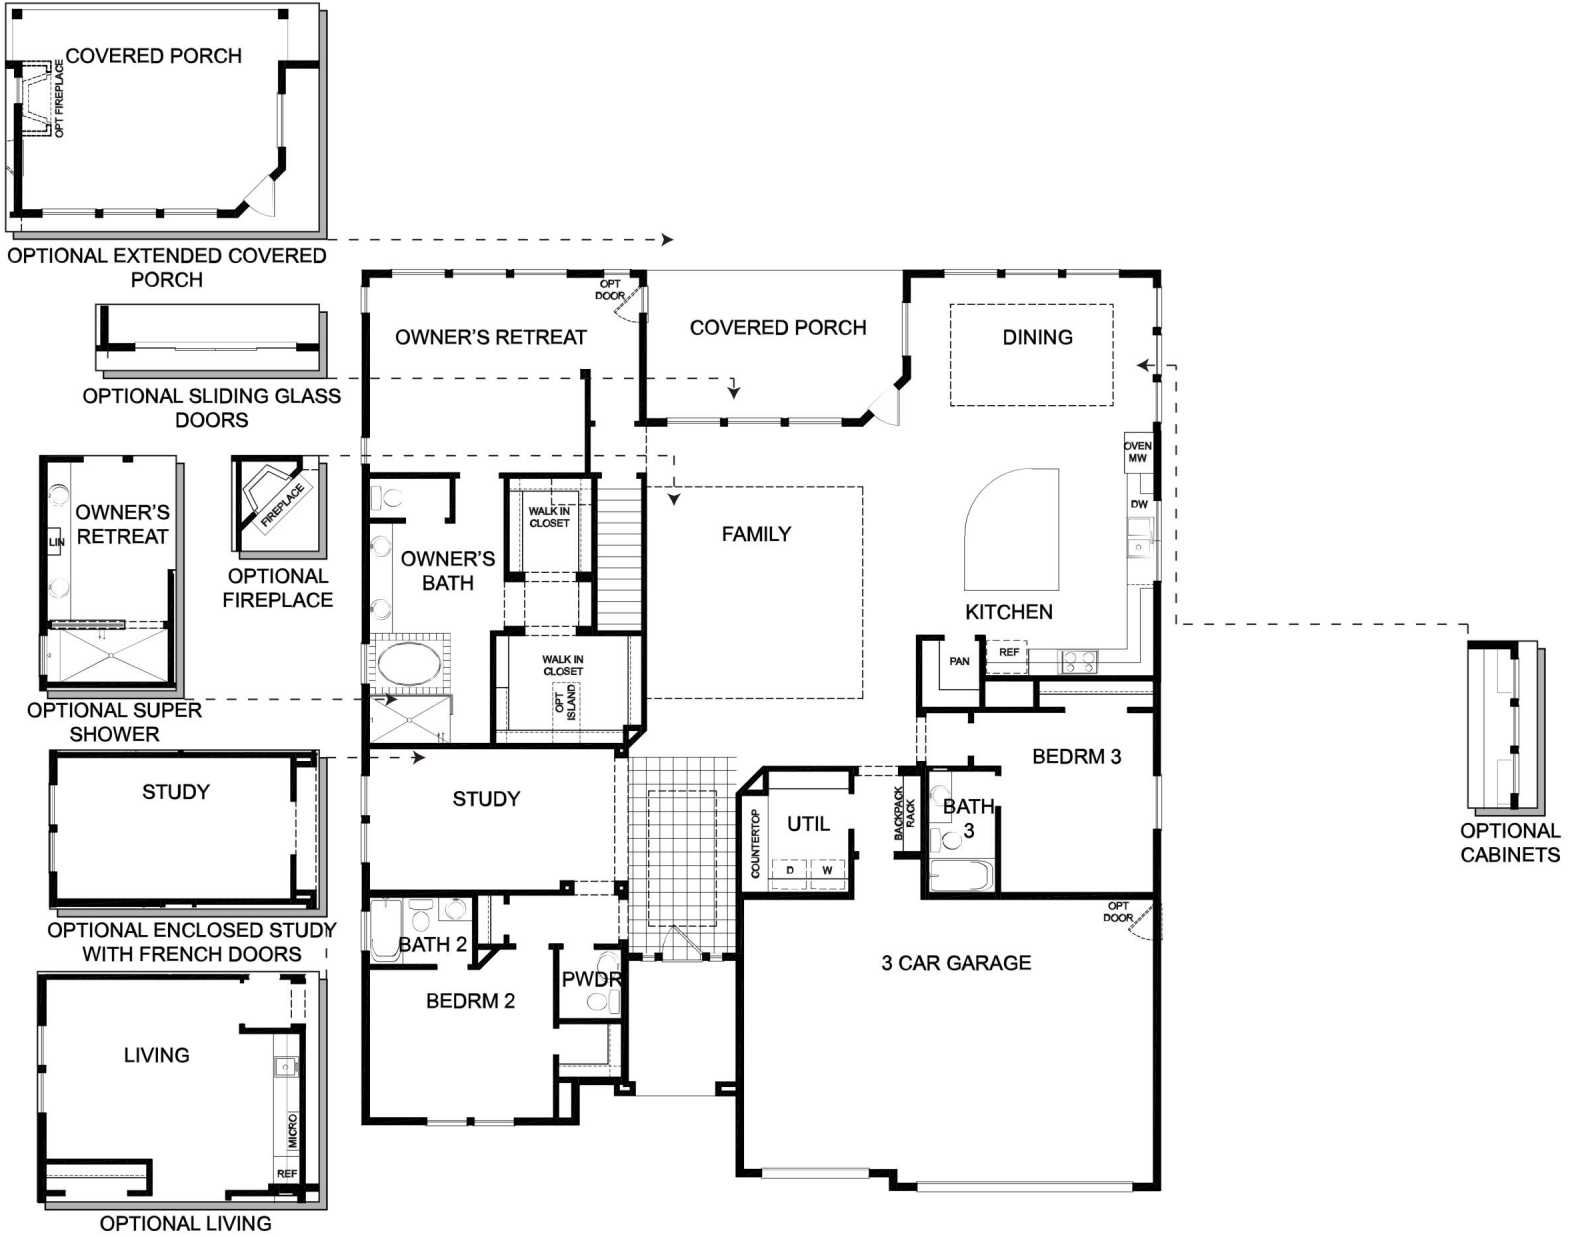 COVERED PORCH
OPT FIREPLACE
OPTIONAL EXTENDED COVERED
PORCH
OPTIONAL SLIDING GLASS
DOORS
OWNER'S
RETREAT
LIN
OPTIONAL SUPER
SHOWER
FIREPLACE
OPTIONAL
FIREPLACE
STUDY
OPTIONAL ENCLOSED STUDY
WITH FRENCH DOORS
LIVING
MICRO
REF
OPTIONAL LIVING
OWNER'S RETREAT
OPT
DOOR
COVERED PORCH
DINING
OVEN
MW
DW
WALK IN
CLOSET
OWNER'S
BATH
FAMILY
KITCHEN
WALK IN
CLOSET
OPT
ISLAND
PAN
REF
BEDRM 3
STUDY
COUNTERTOP
UTIL
D
W
BACKPACK
RACK
BATH
3
OPT
DOOR
BATH 2
PWDR
BEDRM 2
3 CAR GARAGE
OPTIONAL
CABINETS